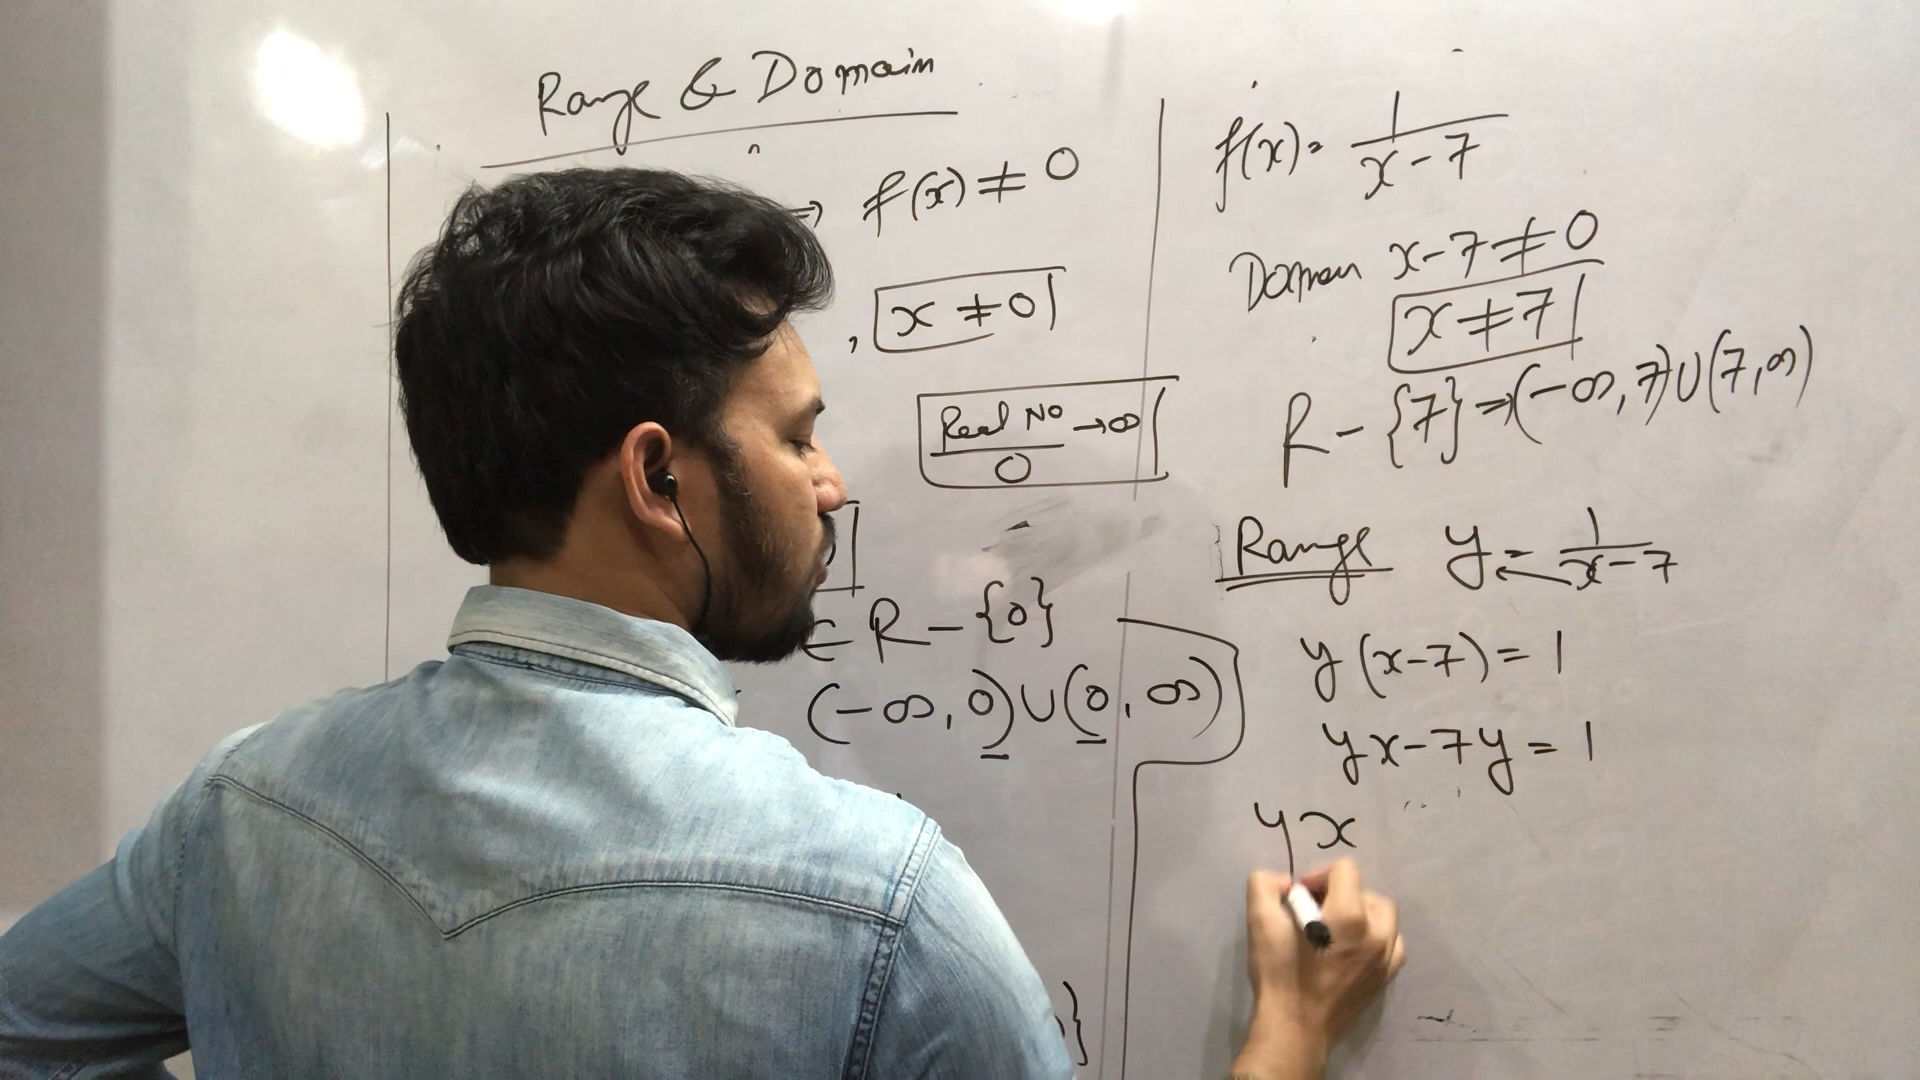 Range & Domain
⇒ f(x) ≠ 0
, x ≠ 0
Real No / 0 → ∞
∈ R - {0}
(-∞, 0) ∪ (0, ∞)
}
f(x) = 1 / x - 7
Domain x - 7 ≠ 0
x ≠ 7
R - {7} ⇒ (-∞, 7) ∪ (7, ∞)
Range y = 1 / x - 7
y (x - 7) = 1
yx - 7y = 1
yx